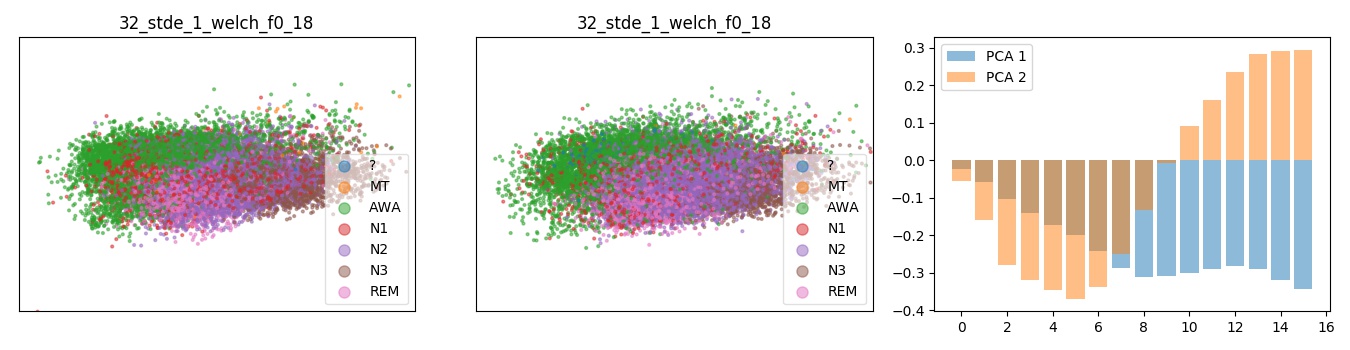 32_stde_1_welch_f0_18
?
MT
AWA
N1
N2
N3
REM
32_stde_1_welch_f0_18
?
MT
AWA
N1
N2
N3
REM
PCA 1
PCA 2
0.3
0.2
0.1
0.0
−0.1
−0.2
−0.3
−0.4
0 2 4 6 8 10 12 14 16